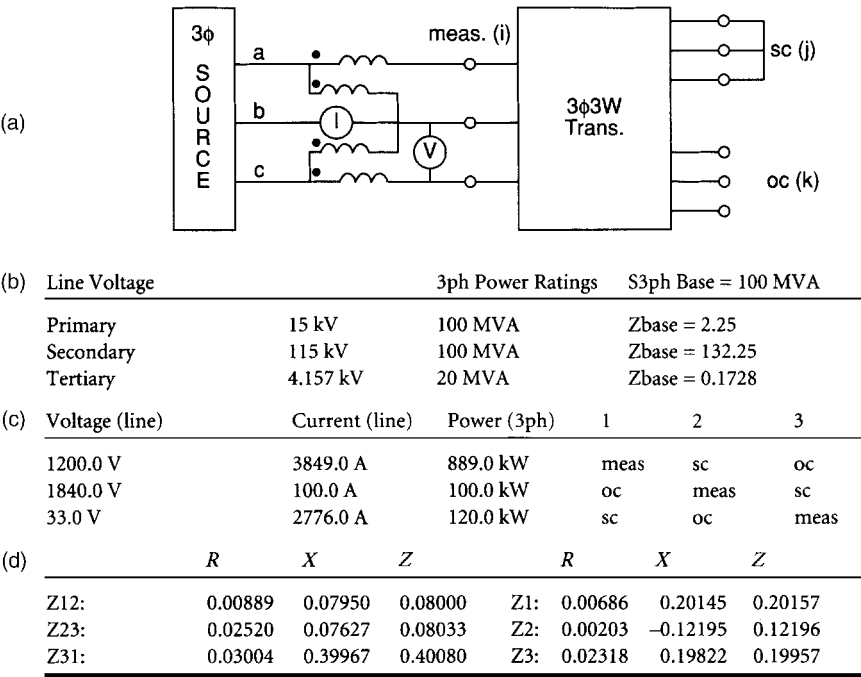 (a)
3ϕ
SOURCE
a
b
c
I
V
meas. (i)
3ϕ3W
Trans.
sc (j)
oc (k)
(b) Line Voltage 3ph Power Ratings S3ph Base = 100 MVA
Primary 15 kV 100 MVA Zbase = 2.25
Secondary 115 kV 100 MVA Zbase = 132.25
Tertiary 4.157 kV 20 MVA Zbase = 0.1728
(c) Voltage (line) Current (line) Power (3ph) 1 2 3
1200.0 V 3849.0 A 889.0 kW meas sc oc
1840.0 V 100.0 A 100.0 kW oc meas sc
33.0 V 2776.0 A 120.0 kW sc oc meas
(d) R X Z R X Z
Z12: 0.00889 0.07950 0.08000 Z1: 0.00686 0.20145 0.20157
Z23: 0.02520 0.07627 0.08033 Z2: 0.00203 –0.12195 0.12196
Z31: 0.03004 0.39967 0.40080 Z3: 0.02318 0.19822 0.19957